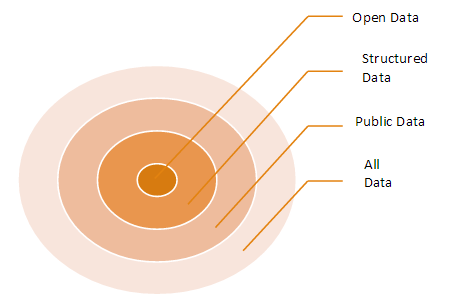 Open Data
Structured
Data
Public Data
All
Data